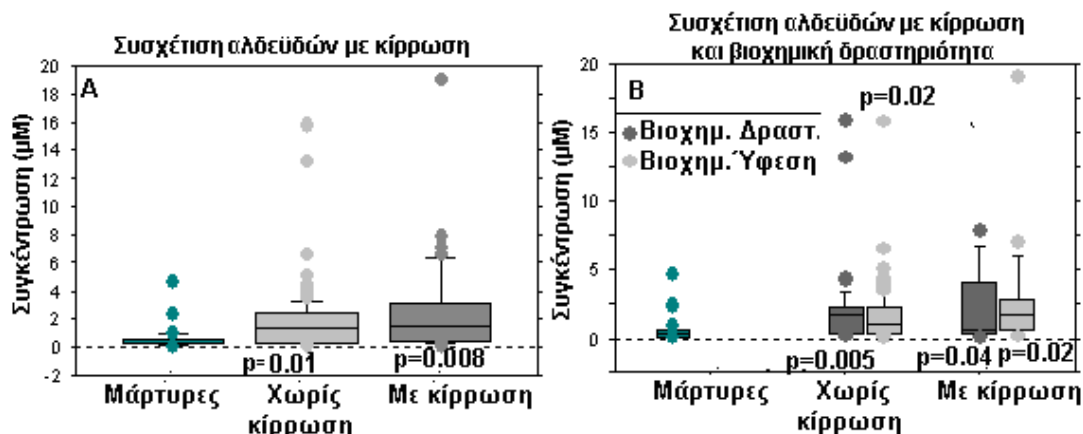 Συσχέτιση αλδεϋδών με κίρρωση
A
Συγκέντρωση (μM)
20
18
16
14
12
10
8
6
4
2
0
-2
p=0.01
p=0.008
Μάρτυρες
Χωρίς
κίρρωση
Με κίρρωση
Συσχέτιση αλδεϋδών με κίρρωση
και βιοχημική δραστηριότητα
B
p=0.02
Βιοχημ. Δραστ.
Βιοχημ. Ύφεση
Συγκέντρωση (μM)
20
15
10
5
0
p=0.005
p=0.04
p=0.02
Μάρτυρες
Χωρίς
κίρρωση
Με κίρρωση